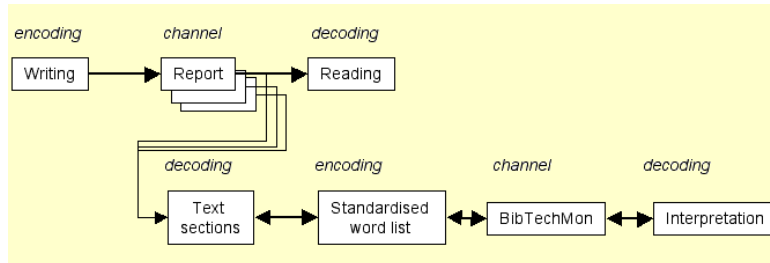 encoding channel decoding
Writing Report Reading
decoding encoding channel decoding
Text sections Standardised word list BibTechMon Interpretation